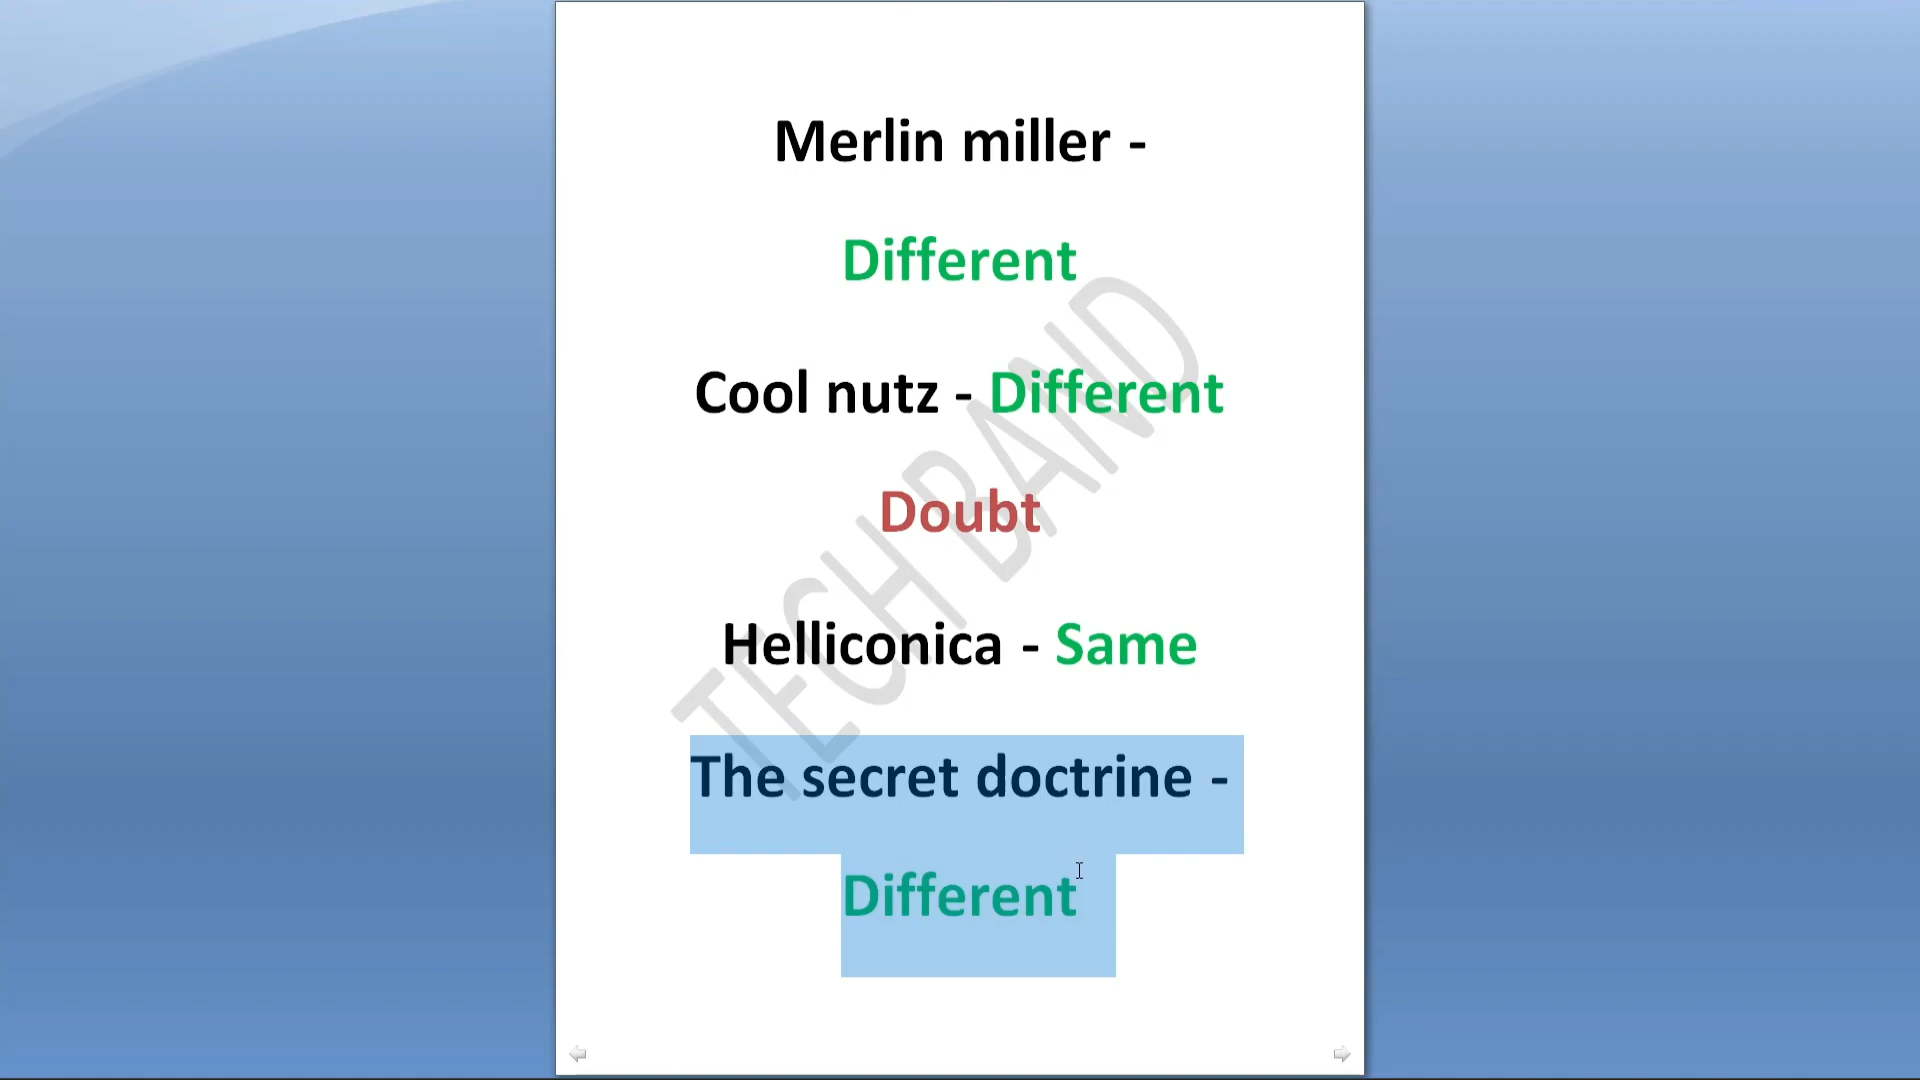 Merlin miller -
Different
Cool nutz - Different
Doubt
Helliconica - Same
The secret doctrine -
Different
TECH BAND